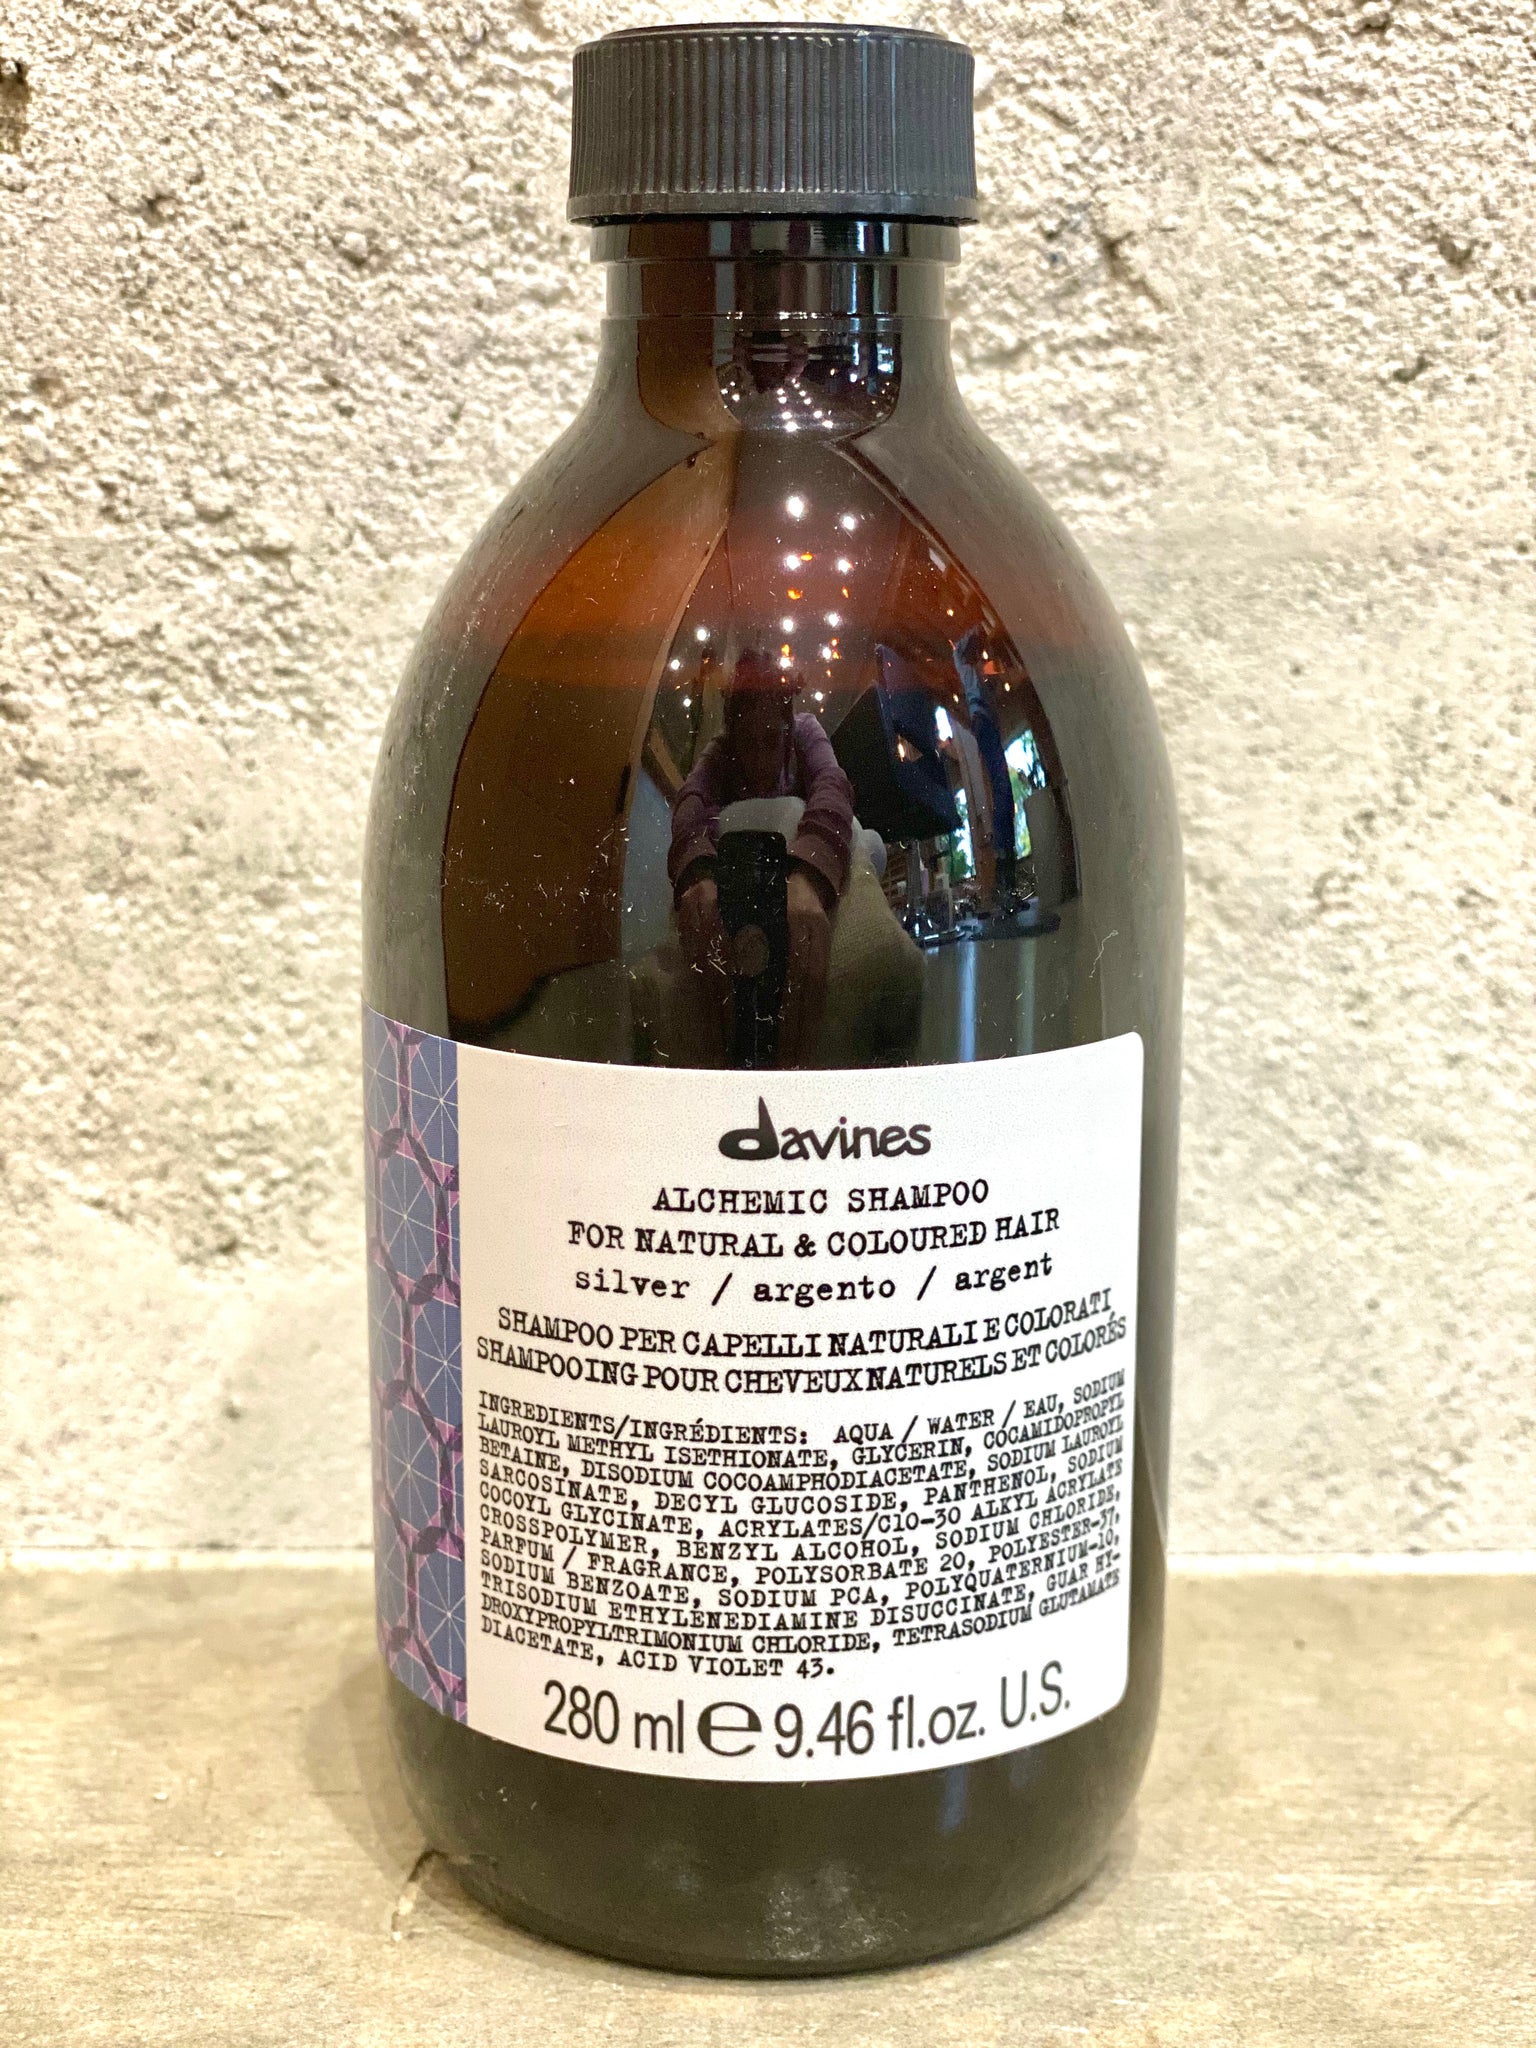 davines
ALCHEMIC SHAMPOO
FOR NATURAL & COLOURED HAIR
silver / argento / argent
SHAMPOO PER CAPELLI NATURALI E COLORATI
SHAMPOOING POUR CHEVEUX NATURELS ET COLORÉS
INGREDIENTS/INGRÉDIENTS: AQUA / WATER / EAU, SODIUM
LAUROYL METHYL ISETHIONATE, GLYCERIN, COCAMIDOPROPYL
BETAINE, DISODIUM COCOAMPHODIACETATE, SODIUM LAUROYL
SARCOSINATE, DECYL GLUCOSIDE, PANTHENOL, SODIUM
COCOYL GLYCINATE, ACRYLATES/C10-30 ALKYL ACRYLATE
CROSSPOLYMER, BENZYL ALCOHOL, SODIUM CHLORIDE,
PARFUM / FRAGRANCE, POLYSORBATE 20, POLYESTER-37,
SODIUM BENZOATE, SODIUM PCA, POLYQUATERNIUM-10,
TRISODIUM ETHYLENEDIAMINE DISUCCINATE, GUAR HY-
DROXYPROPYLTRIMONIUM CHLORIDE, TETRASODIUM GLUTAMATE
DIACETATE, ACID VIOLET 43.
280 ml e 9.46 fl.oz. U.S.